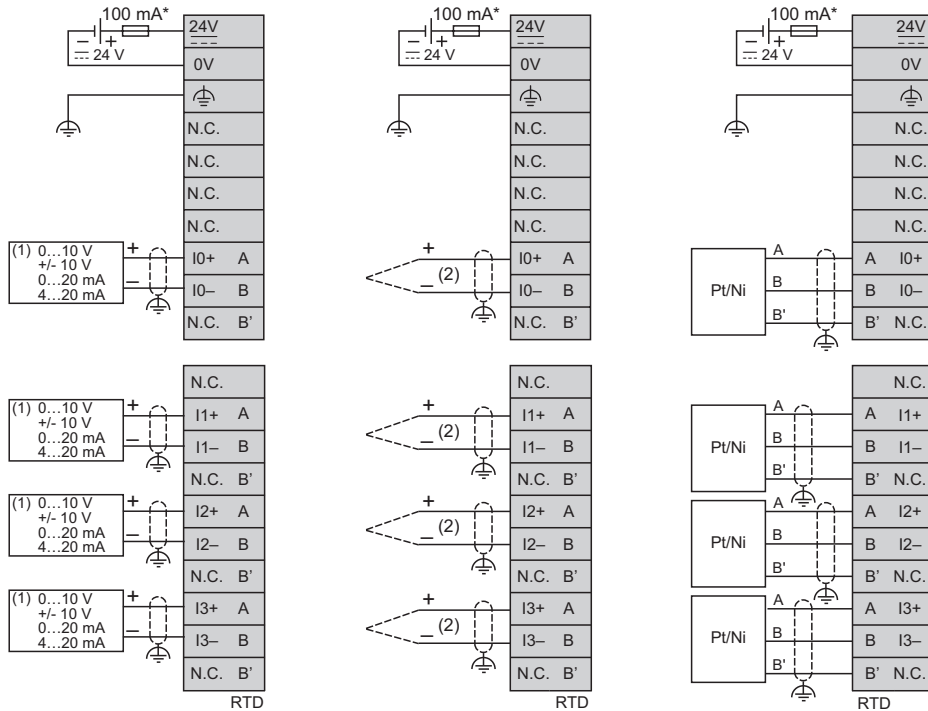 100 mA*
24V
– +
24 V
0V
N.C.
N.C.
N.C.
N.C.
(1) 0...10 V
+/- 10 V
0...20 mA
4...20 mA
+
–
I0+ A
I0– B
N.C. B'
N.C.
(1) 0...10 V
+/- 10 V
0...20 mA
4...20 mA
+
–
I1+ A
I1– B
N.C. B'
(1) 0...10 V
+/- 10 V
0...20 mA
4...20 mA
+
–
I2+ A
I2– B
N.C. B'
(1) 0...10 V
+/- 10 V
0...20 mA
4...20 mA
+
–
I3+ A
I3– B
N.C. B'
RTD
100 mA*
24V
– +
24 V
0V
N.C.
N.C.
N.C.
N.C.
+
– (2)
I0+ A
I0– B
N.C. B'
N.C.
+
– (2)
I1+ A
I1– B
N.C. B'
+
– (2)
I2+ A
I2– B
N.C. B'
+
– (2)
I3+ A
I3– B
N.C. B'
RTD
100 mA*
24V
– +
24 V
0V
N.C.
N.C.
N.C.
N.C.
Pt/Ni
A
B
B'
A I0+
B I0–
B' N.C.
N.C.
Pt/Ni
A
B
B'
A I1+
B I1–
B' N.C.
Pt/Ni
A
B
B'
A I2+
B I2–
B' N.C.
Pt/Ni
A
B
B'
A I3+
B I3–
B' N.C.
RTD